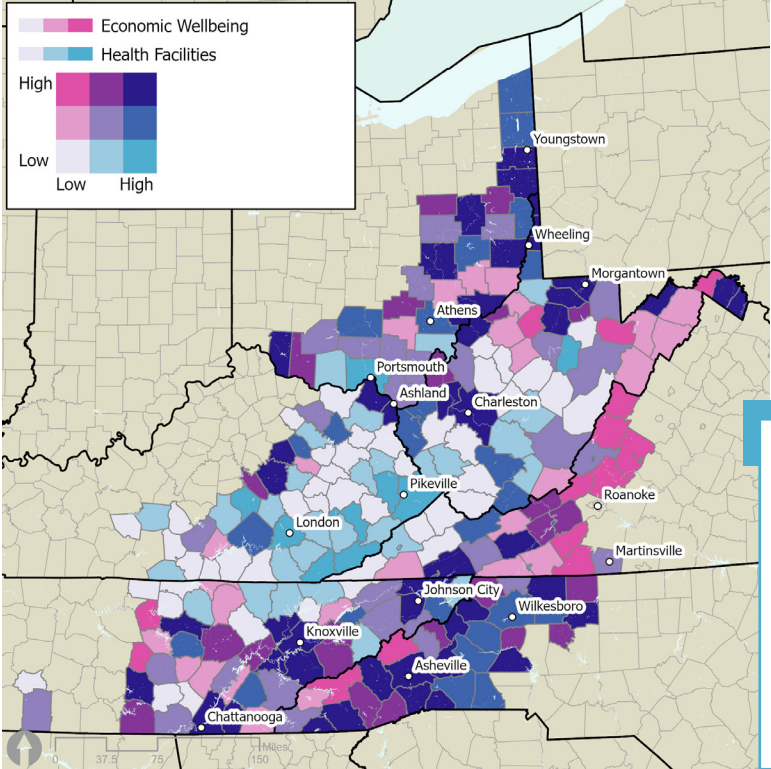 Economic Wellbeing
Health Facilities
High
Low
Low High
Youngstown
Wheeling
Morgantown
Athens
Portsmouth
Ashland
Charleston
Pikeville
Roanoke
London
Martinsville
Johnson City
Wilkesboro
Knoxville
Asheville
Chattanooga
Miles
0 37.5 75 150